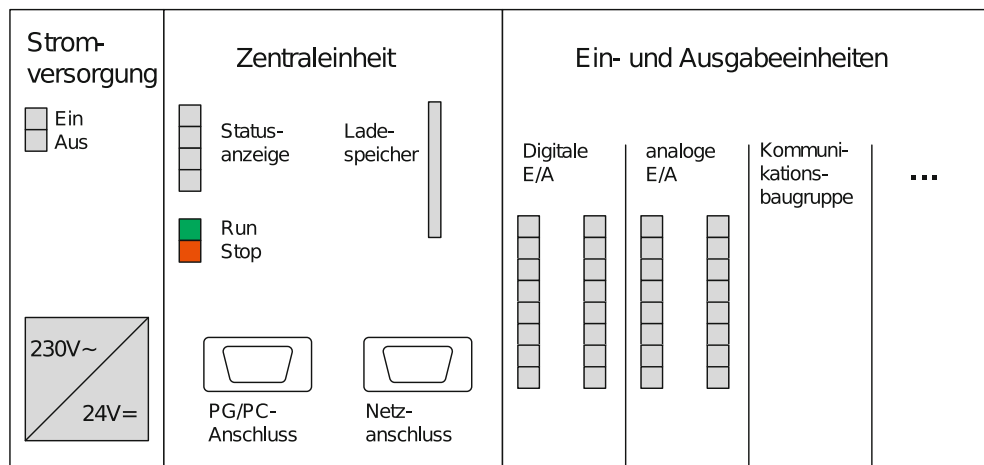 Strom-
versorgung
Ein
Aus
230V~
24V=
Zentraleinheit
Status-
anzeige
Lade-
speicher
Run
Stop
PG/PC-
Anschluss
Netz-
anschluss
Ein- und Ausgabeeinheiten
Digitale
E/A
analoge
E/A
Kommuni-
kations-
baugruppe
...